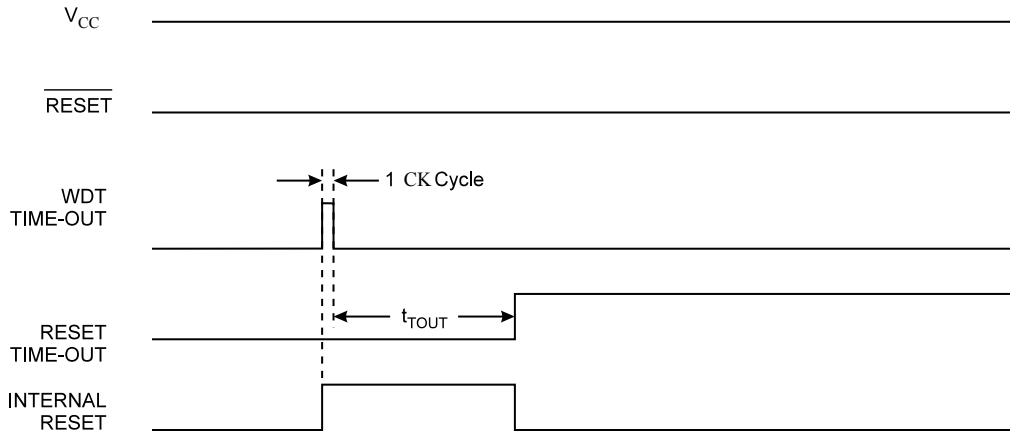 VCC
RESET
1 CK Cycle
WDT
TIME-OUT
tTOUT
RESET
TIME-OUT
INTERNAL
RESET